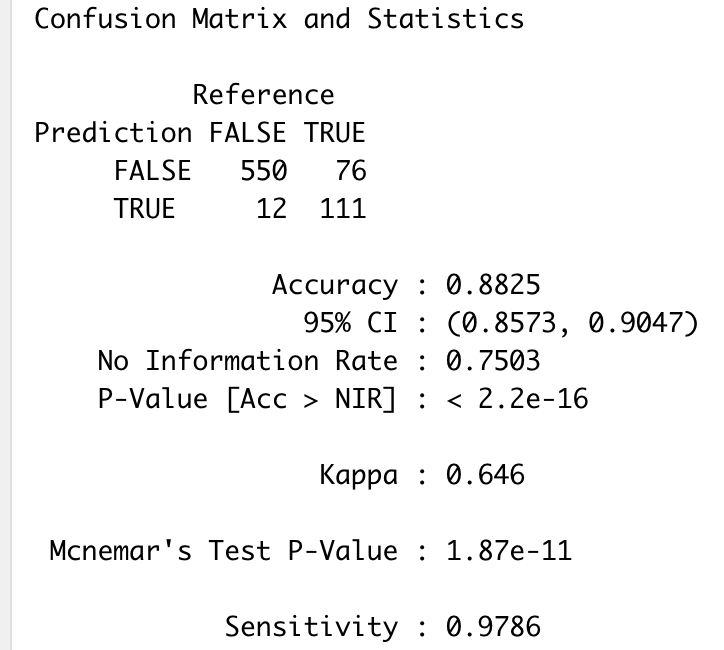 Confusion Matrix and Statistics
Reference
Prediction FALSE TRUE
FALSE 550 76
TRUE 12 111
Accuracy : 0.8825
95% CI : (0.8573, 0.9047)
No Information Rate : 0.7503
P-Value [Acc > NIR] : < 2.2e-16
Kappa : 0.646
Mcnemar's Test P-Value : 1.87e-11
Sensitivity : 0.9786